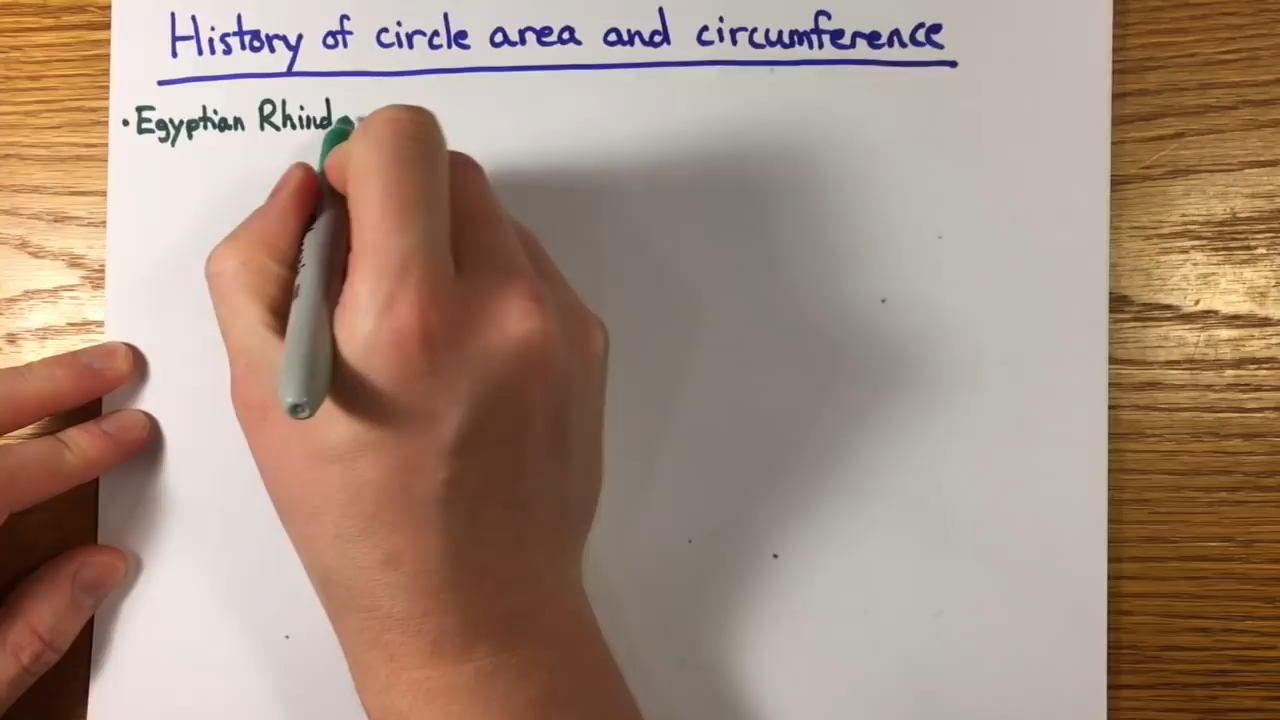 History of circle area and circumference
• Egyptian Rhind